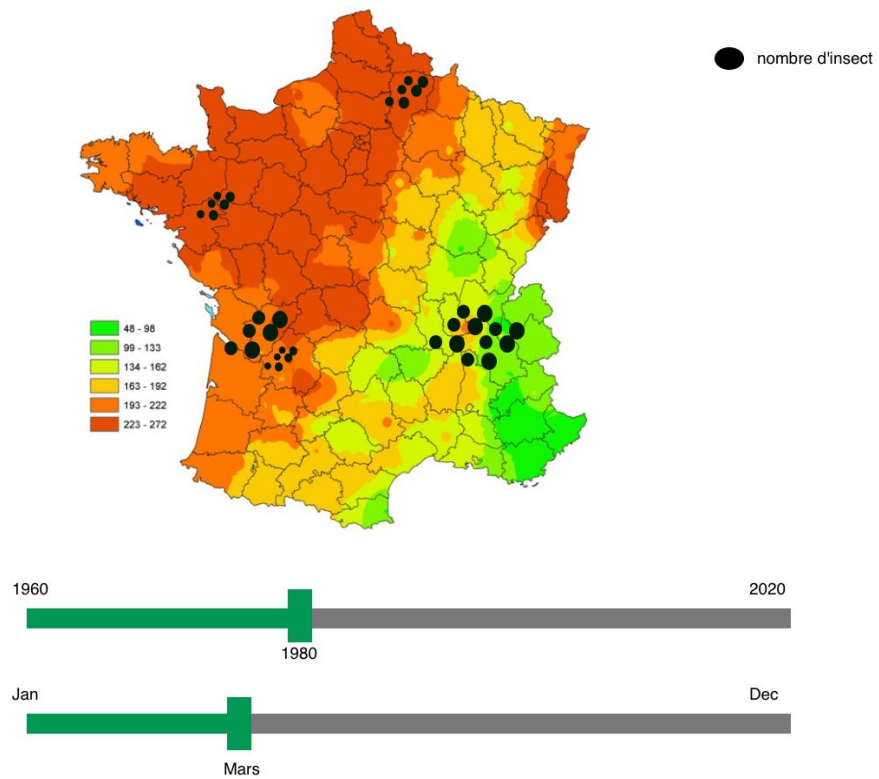 nombre d'insect
48 - 98
99 - 133
134 - 162
163 - 192
193 - 222
223 - 272
1960
2020
1980
Jan
Dec
Mars